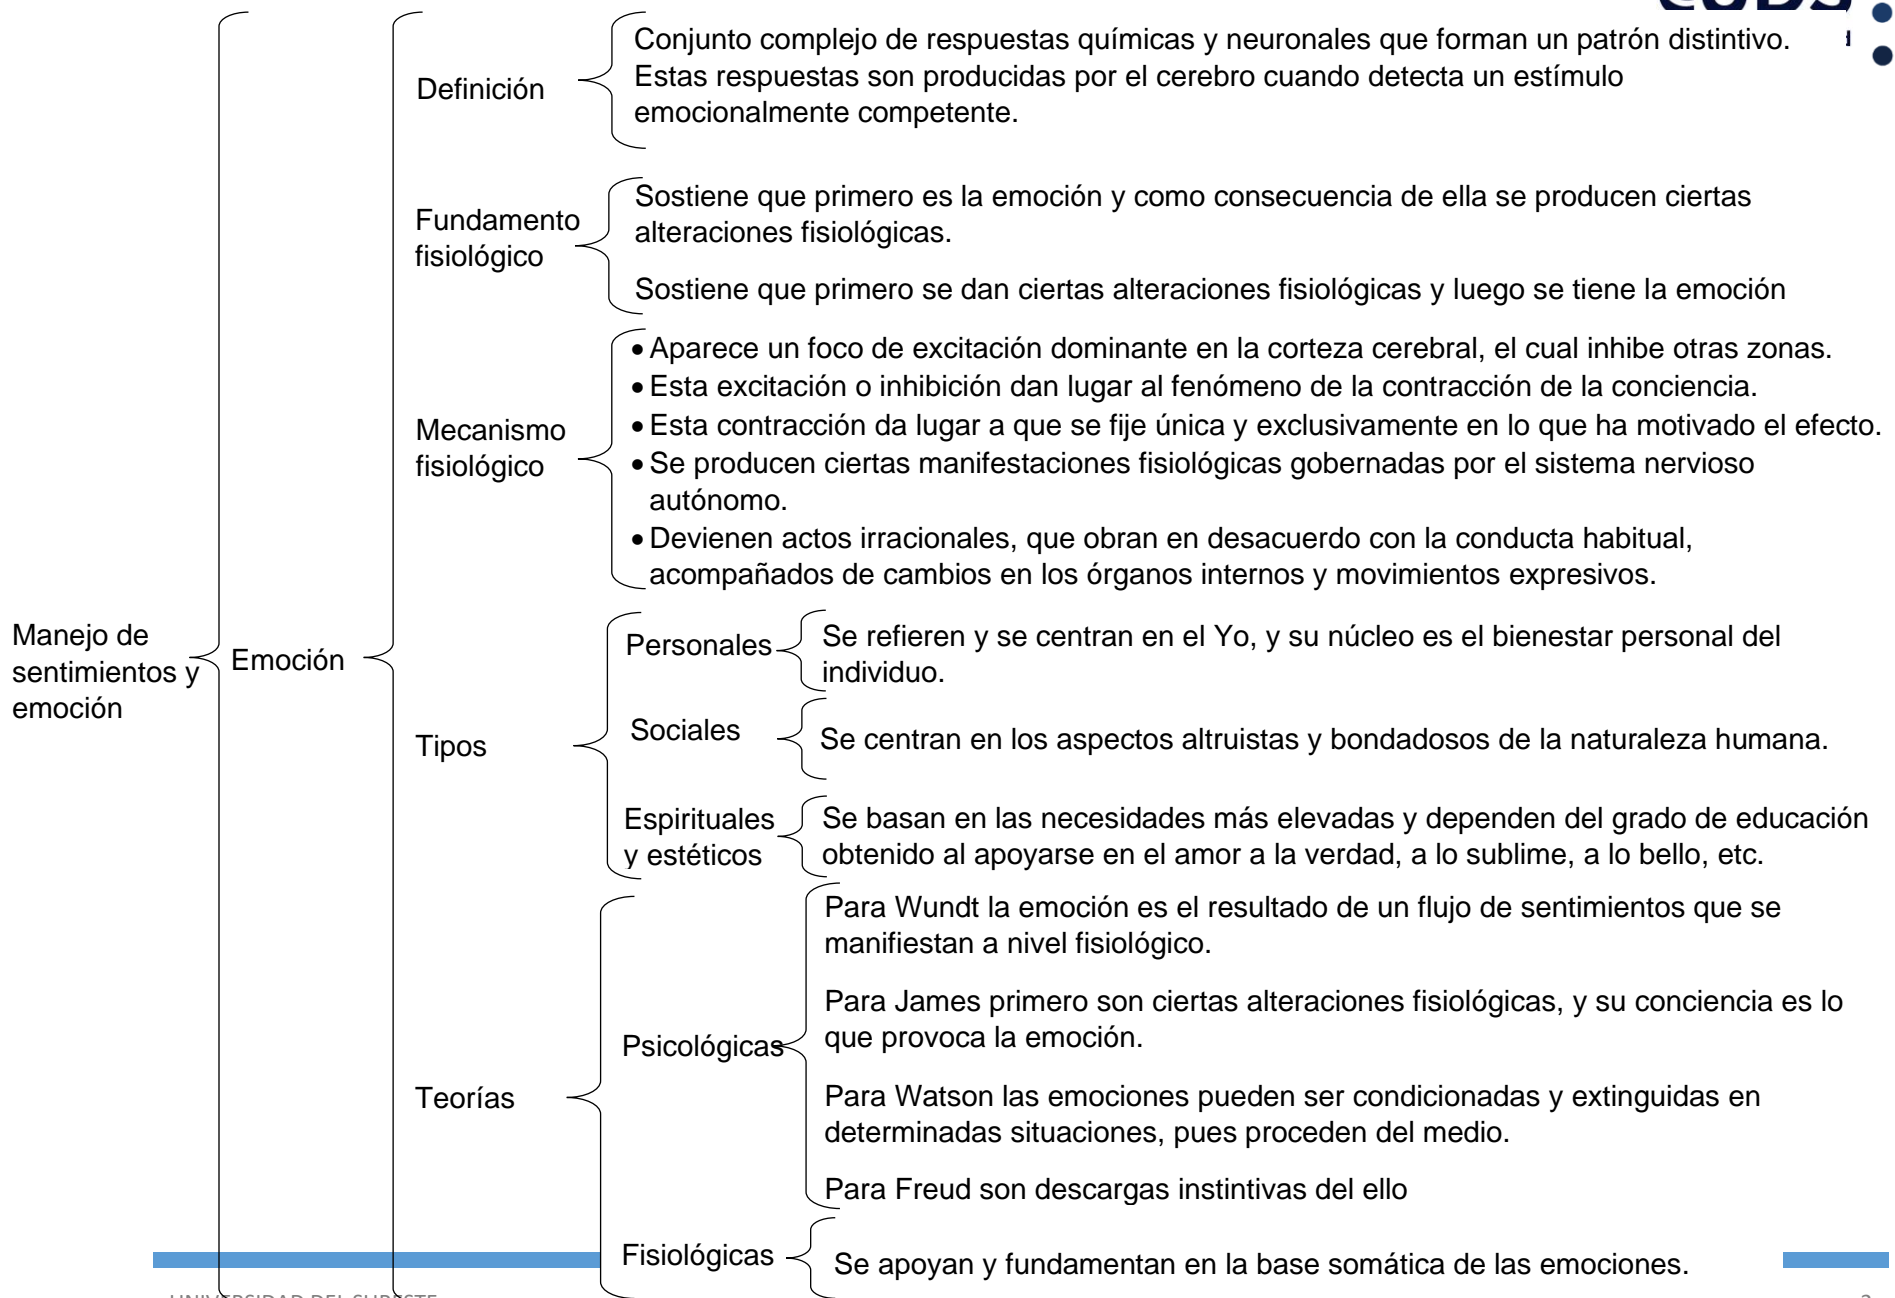 Conjunto complejo de respuestas químicas y neuronales que forman un patrón distintivo.
Estas respuestas son producidas por el cerebro cuando detecta un estímulo
emocionalmente competente.
Definición
Sostiene que primero es la emoción y como consecuencia de ella se producen ciertas
alteraciones fisiológicas.
Fundamento
fisiológico
Sostiene que primero se dan ciertas alteraciones fisiológicas y luego se tiene la emoción
• Aparece un foco de excitación dominante en la corteza cerebral, el cual inhibe otras zonas.
• Esta excitación o inhibición dan lugar al fenómeno de la contracción de la conciencia.
• Esta contracción da lugar a que se fije única y exclusivamente en lo que ha motivado el efecto.
Mecanismo
fisiológico
• Se producen ciertas manifestaciones fisiológicas gobernadas por el sistema nervioso
autónomo.
• Devienen actos irracionales, que obran en desacuerdo con la conducta habitual,
acompañados de cambios en los órganos internos y movimientos expresivos.
Manejo de
sentimientos y
emoción
Emoción
Tipos
Personales
Se refieren y se centran en el Yo, y su núcleo es el bienestar personal del
individuo.
Sociales
Se centran en los aspectos altruistas y bondadosos de la naturaleza humana.
Espirituales
y estéticos
Se basan en las necesidades más elevadas y dependen del grado de educación
obtenido al apoyarse en el amor a la verdad, a lo sublime, a lo bello, etc.
Teorías
Psicológicas
Para Wundt la emoción es el resultado de un flujo de sentimientos que se
manifiestan a nivel fisiológico.
Para James primero son ciertas alteraciones fisiológicas, y su conciencia es lo
que provoca la emoción.
Para Watson las emociones pueden ser condicionadas y extinguidas en
determinadas situaciones, pues proceden del medio.
Para Freud son descargas instintivas del ello
Fisiológicas
Se apoyan y fundamentan en la base somática de las emociones.
UNIVERSIDAD DEL SURESTE